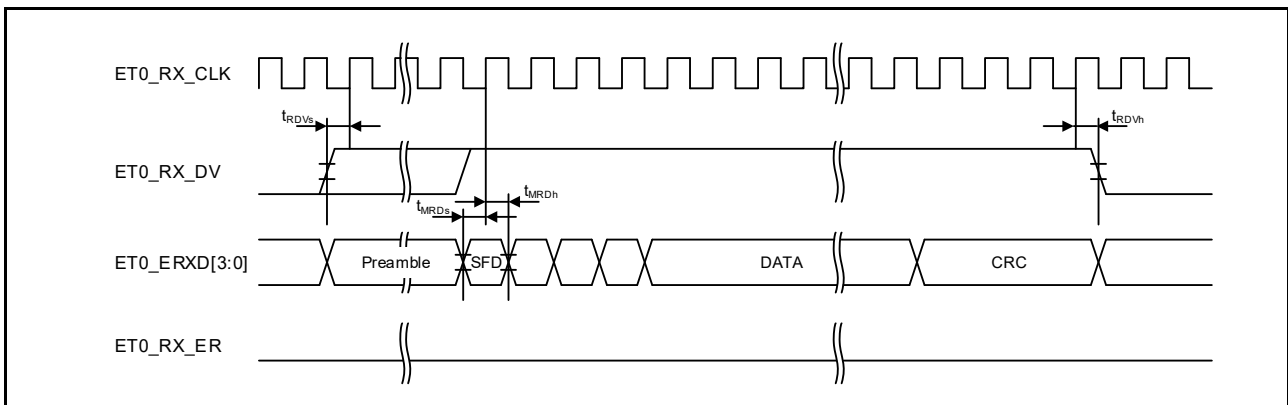 ET0_RX_CLK
tRDVs
tRDVh
ET0_RX_DV
tMRDh
tMRDs
ET0_ERXD[3:0]
Preamble
SFD
DATA
CRC
ET0_RX_ER